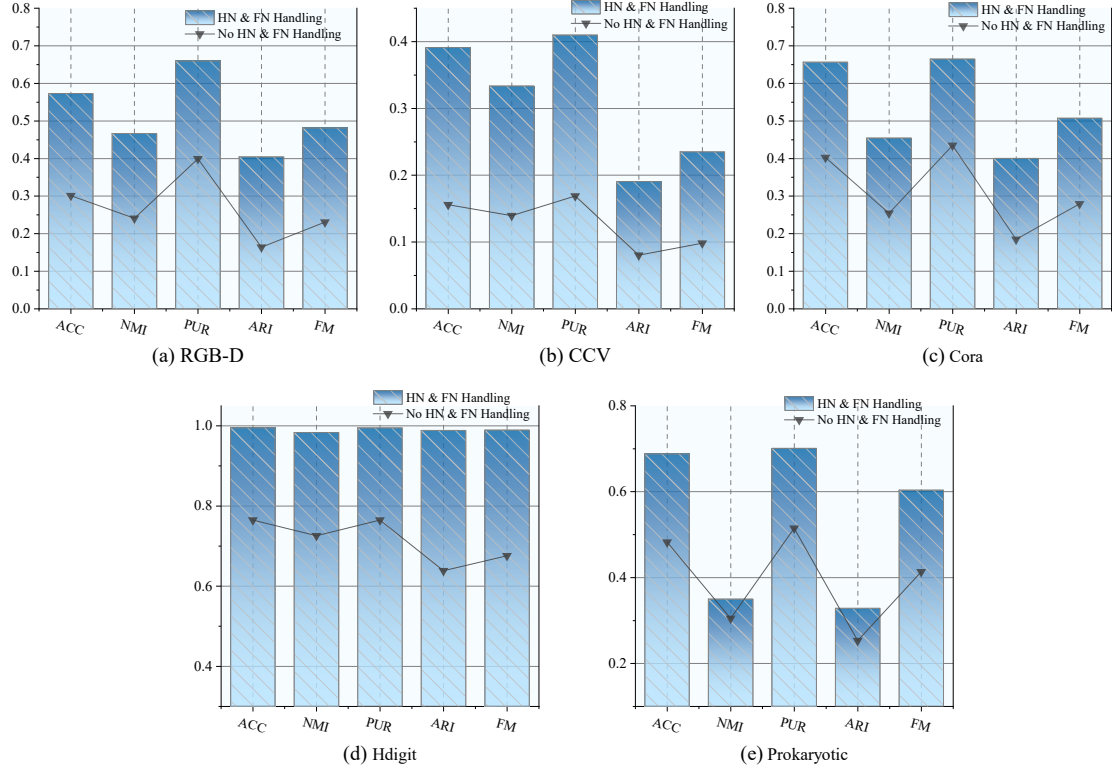 HN & FN Handling
No HN & FN Handling
0.8
0.7
0.6
0.5
0.4
0.3
0.2
0.1
0.0
ACC NMI PUR ARI FM
(a) RGB-D
HN & FN Handling
No HN & FN Handling
0.4
0.3
0.2
0.1
0.0
ACC NMI PUR ARI FM
(b) CCV
HN & FN Handling
No HN & FN Handling
0.8
0.7
0.6
0.5
0.4
0.3
0.2
0.1
0.0
ACC NMI PUR ARI FM
(c) Cora
HN & FN Handling
No HN & FN Handling
1.0
0.8
0.6
0.4
ACC NMI PUR ARI FM
(d) Hdigit
HN & FN Handling
No HN & FN Handling
0.8
0.6
0.4
0.2
ACC NMI PUR ARI FM
(e) Prokaryotic